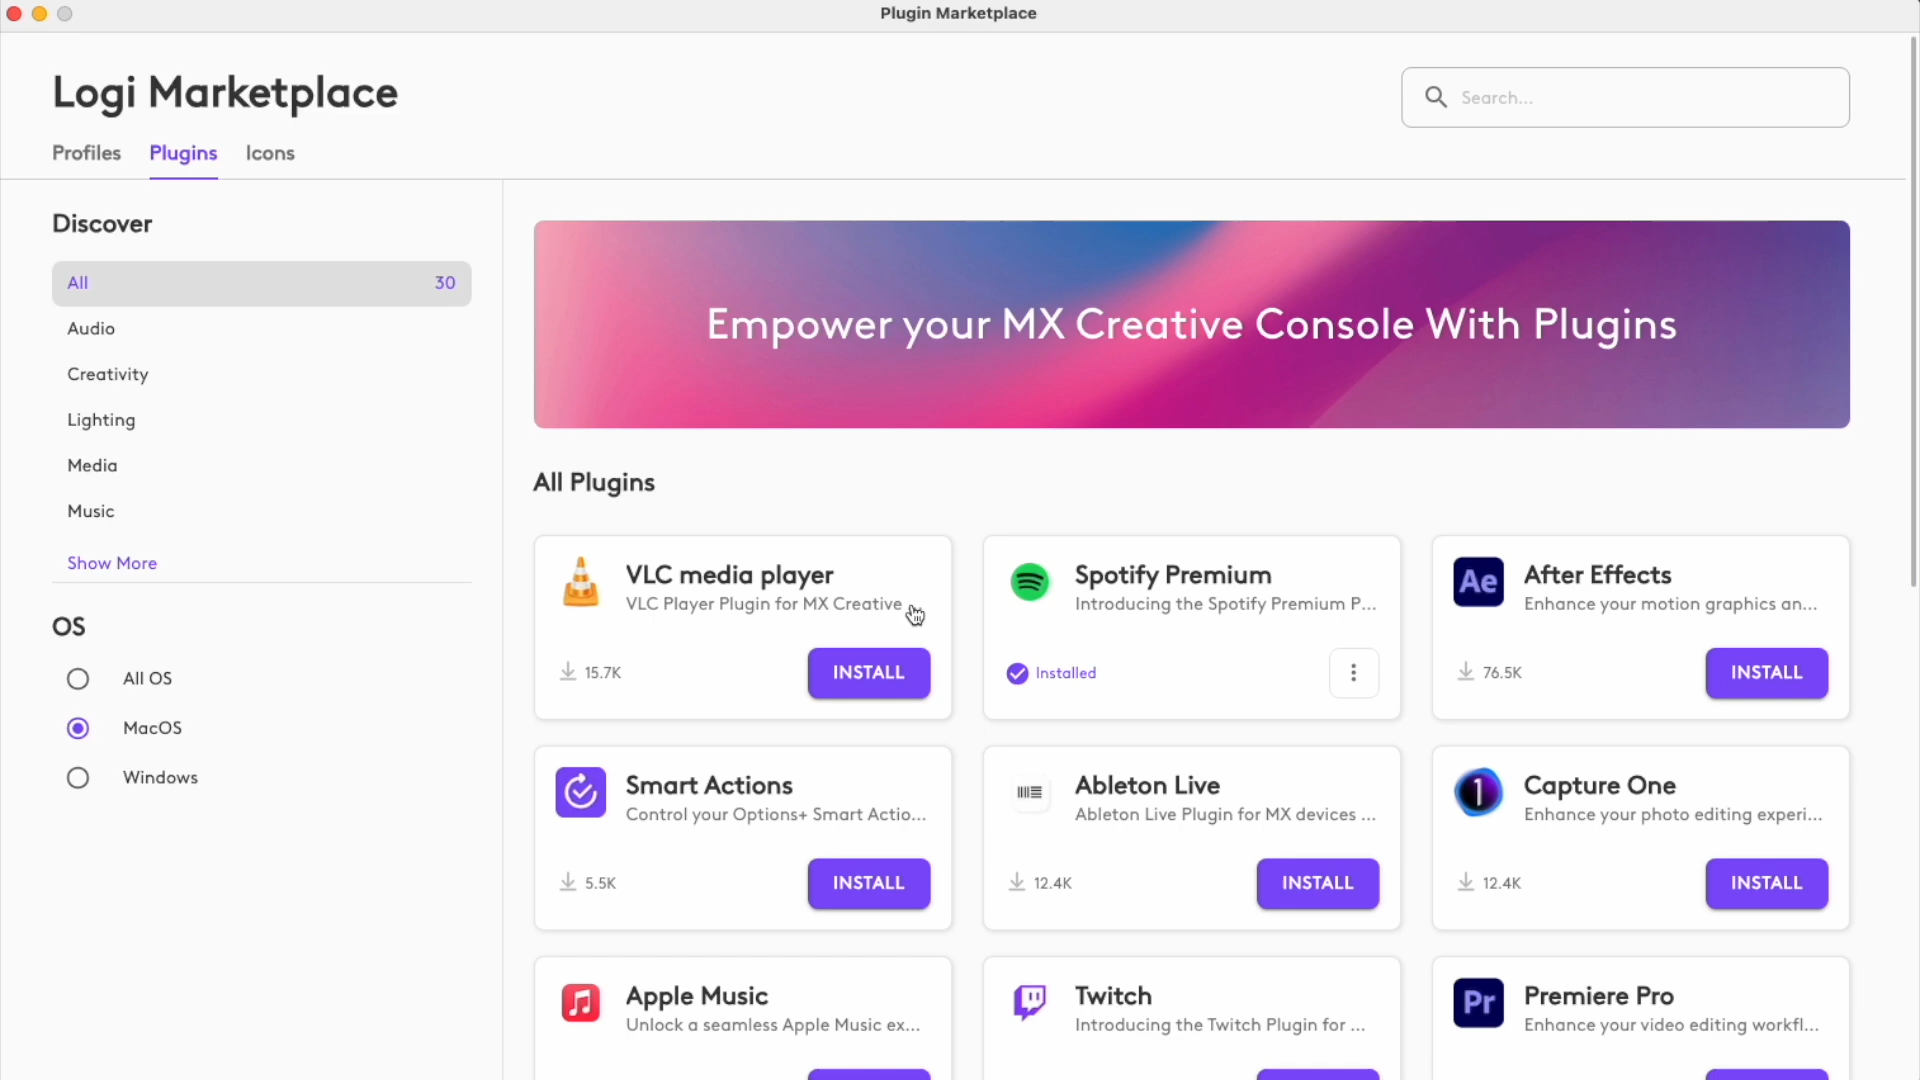 Plugin Marketplace
Logi Marketplace
Search...
Profiles Plugins Icons
Discover
All 30
Audio
Creativity
Lighting
Media
Music
Show More
OS
All OS
MacOS
Windows
Empower your MX Creative Console With Plugins
All Plugins
VLC media player
VLC Player Plugin for MX Creative
15.7K INSTALL
Spotify Premium
Introducing the Spotify Premium P...
Installed
Ae
After Effects
Enhance your motion graphics an...
76.5K INSTALL
Smart Actions
Control your Options+ Smart Actio...
5.5K INSTALL
Ableton Live
Ableton Live Plugin for MX devices ...
12.4K INSTALL
1
Capture One
Enhance your photo editing experi...
12.4K INSTALL
Apple Music
Unlock a seamless Apple Music ex...
Twitch
Introducing the Twitch Plugin for ...
Pr
Premiere Pro
Enhance your video editing workfl...